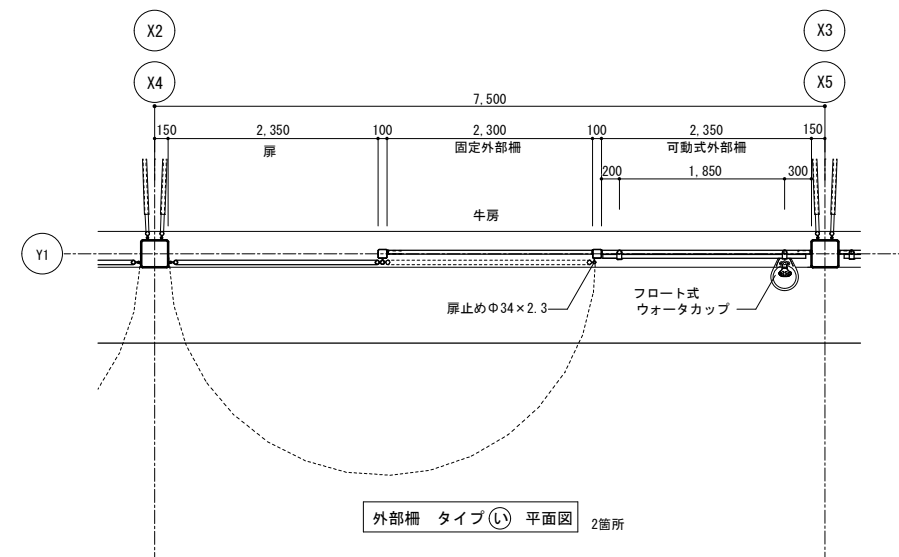 X2 X3
X4 X5
7,500
150 2,350 100 2,300 100 2,350 150
扉 固定外部柵 可動式外部柵
200 1,850 300
牛房
Y1
扉止めΦ34×2.3
フロート式
ウォータカップ
外部柵 タイプ い 平面図 2箇所